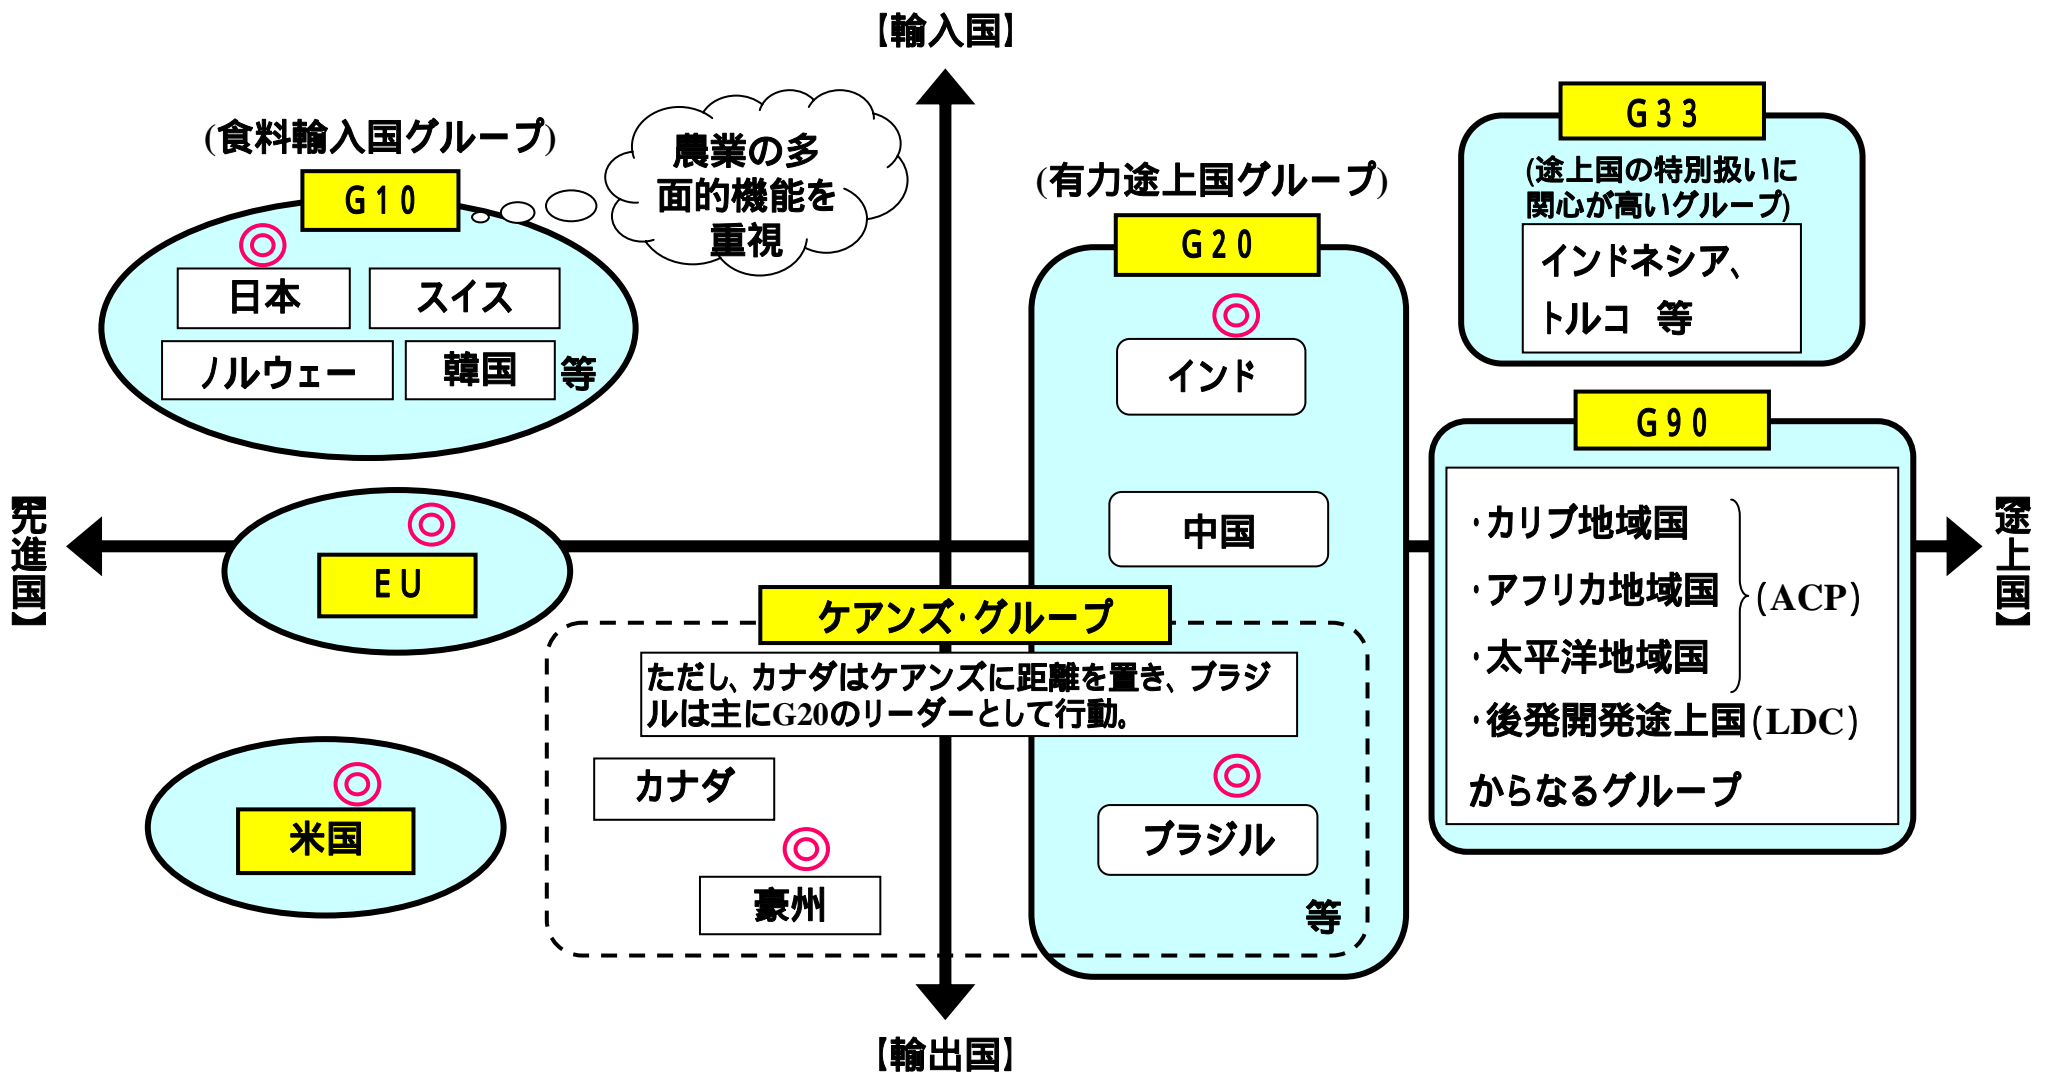 【輸入国】
(食料輸入国グループ)
G10
◎
日本
スイス
ノルウェー
韓国
等
農業の多
面的機能を
重視
(有力途上国グループ)
G20
◎
インド
中国
◎
ブラジル
等
G33
(途上国の特別扱いに
関心が高いグループ)
インドネシア、
トルコ 等
G90
・カリブ地域国
・アフリカ地域国
・太平洋地域国
(ACP)
・後発開発途上国(LDC)
からなるグループ
【先進国】
【途上国】
◎
EU
ケアンズ・グループ
ただし、カナダはケアンズに距離を置き、ブラジ
ルは主にG20のリーダーとして行動。
カナダ
◎
豪州
◎
米国
【輸出国】